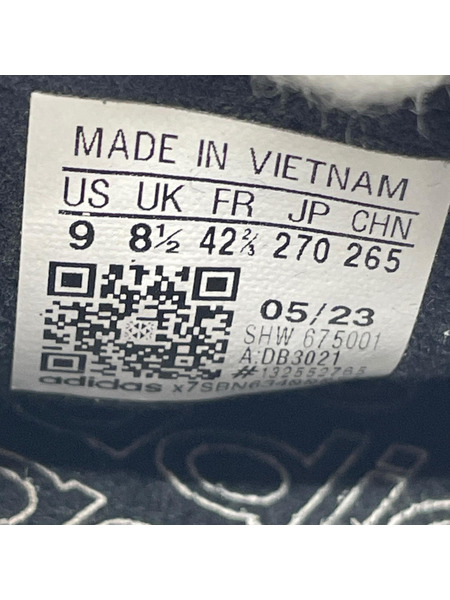 MADE IN VIETNAM
US UK FR JP CHN
9 8½ 42⅔ 270 265
05/23
SHW 675001
A:DB3021
#132552765
adidas